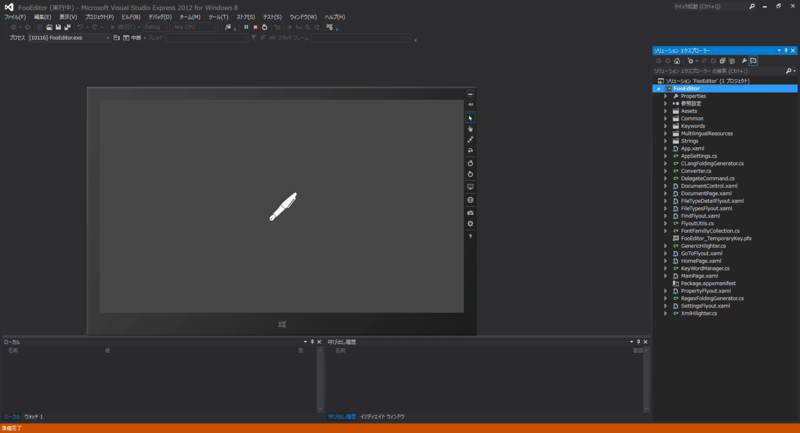 FooEditor (実行中) - Microsoft Visual Studio Express 2012 for Windows 8
クイック起動 (Ctrl+Q)
ファイル(F) 編集(E) 表示(V) プロジェクト(P) ビルド(B) デバッグ(D) チーム(M) ツール(T) ストア(S) テスト(S) ウィンドウ(W) ヘルプ(H)
続行(C) Debug Any CPU
プロセス [10116] FooEditor.exe 中断 スレッド スタック フレーム
ソリューション エクスプローラー
ソリューション エクスプローラー の検索 (Ctrl+;)
ソリューション 'FooEditor' (1 プロジェクト)
FooEditor
Properties
参照設定
Assets
Common
Keywords
MultilingualResources
Strings
App.xaml
AppSettings.cs
CLangFoldingGenerator.cs
Converter.cs
DelegateCommand.cs
DocumentControl.xaml
DocumentPage.xaml
FileTypeDetailFlyout.xaml
FileTypesFlyout.xaml
FindFlyout.xaml
FlyoutUtils.cs
FontFamillyCollection.cs
FooEditor_TemporaryKey.pfx
GenericHilighter.cs
GoToFlyout.xaml
HomePage.xaml
KeyWordManager.cs
MainPage.xaml
Package.appxmanifest
PropertyFlyout.xaml
RegexFoldingGenerator.cs
SettingsFlyout.xaml
XmlHilighter.cs
ローカル
名前 値 型
ローカル ウォッチ 1
呼び出し履歴
名前 言語
呼び出し履歴 イミディエイト ウィンドウ
準備完了